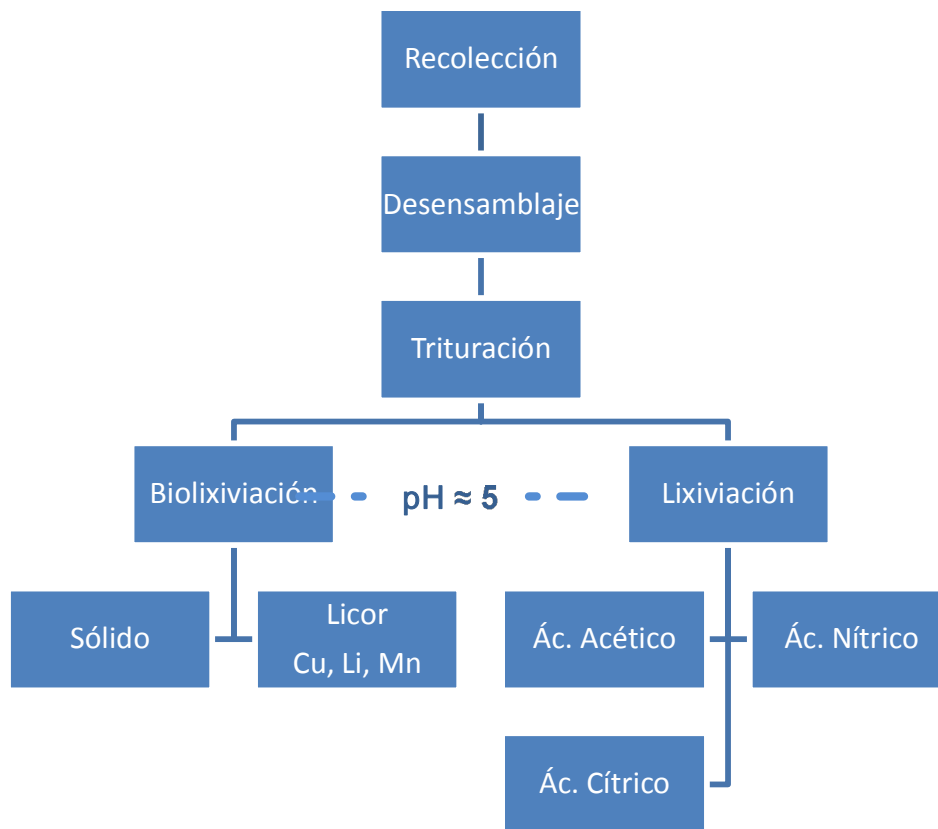 Recolección
Desensamblaje
Trituración
Biolixiviación
pH ≈ 5
Lixiviación
Sólido
Licor
Cu, Li, Mn
Ác. Acético
Ác. Nítrico
Ác. Cítrico